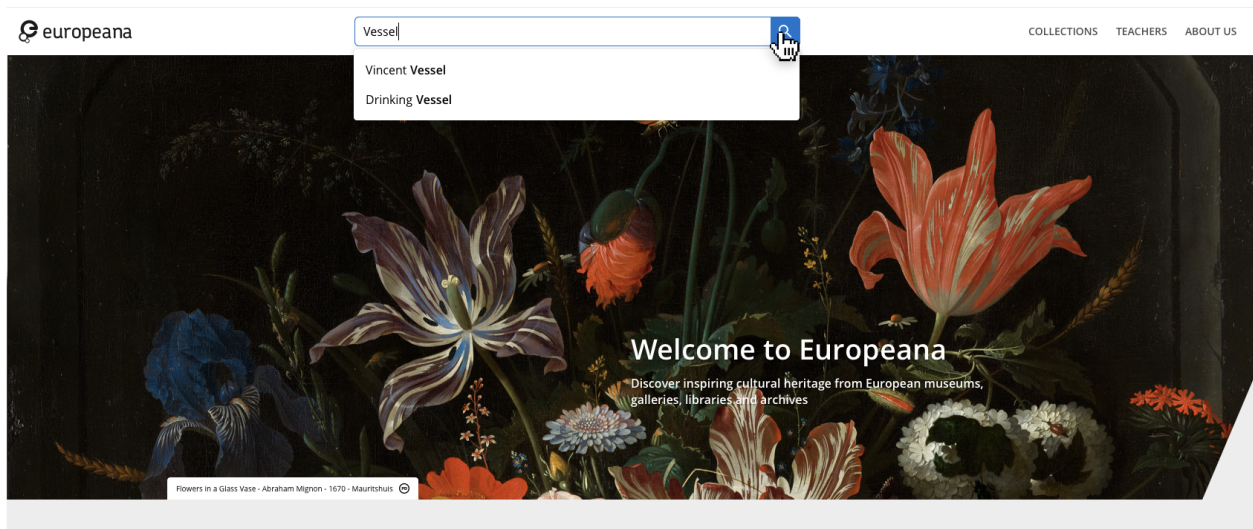 europeana
Vessel
COLLECTIONS TEACHERS ABOUT US
Vincent Vessel
Drinking Vessel
Welcome to Europeana
Discover inspiring cultural heritage from European museums,
galleries, libraries and archives
Flowers in a Glass Vase - Abraham Mignon - 1670 - Mauritshuis